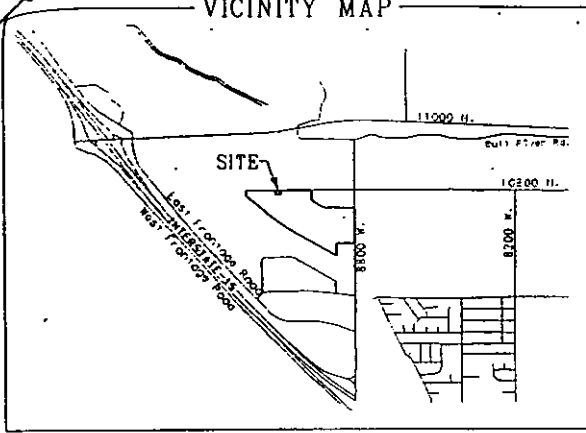 VICINITY MAP
11000 N.
Bull River Rd.
SITE
10200 N.
East Frontage Road
INTERSTATE-15
West Frontage Road
8800 W.
8200 W.